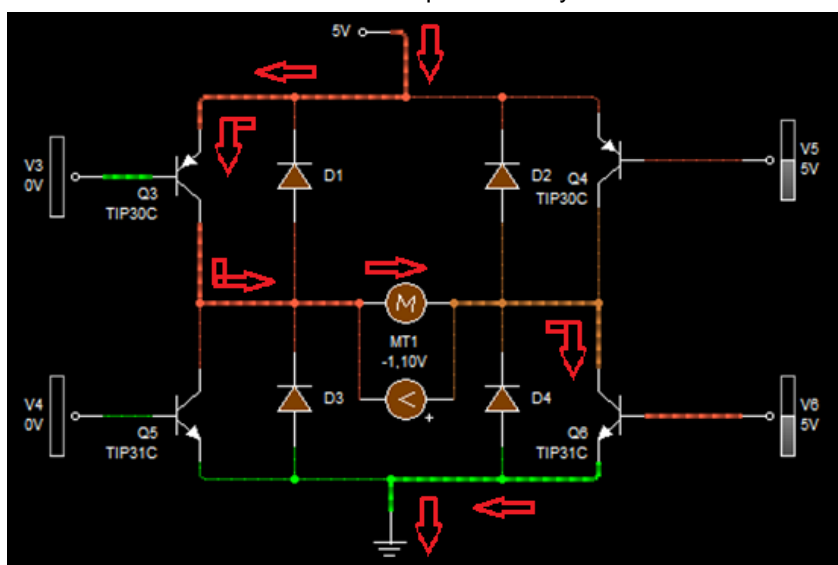 5V
V3
0V
Q3
TIP30C
D1
D2
Q4
TIP30C
V5
5V
M
MT1
-1,10V
+
V4
0V
Q5
TIP31C
D3
D4
Q6
TIP31C
V6
5V